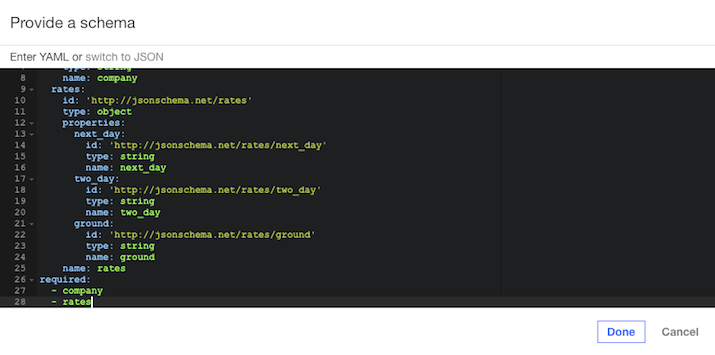 Provide a schema
Enter YAML or switch to JSON
8 name: company
9 rates:
10 id: 'http://jsonschema.net/rates'
11 type: object
12 properties:
13 next_day:
14 id: 'http://jsonschema.net/rates/next_day'
15 type: string
16 name: next_day
17 two_day:
18 id: 'http://jsonschema.net/rates/two_day'
19 type: string
20 name: two_day
21 ground:
22 id: 'http://jsonschema.net/rates/ground'
23 type: string
24 name: ground
25 name: rates
26 required:
27 - company
28 - rates
Done Cancel